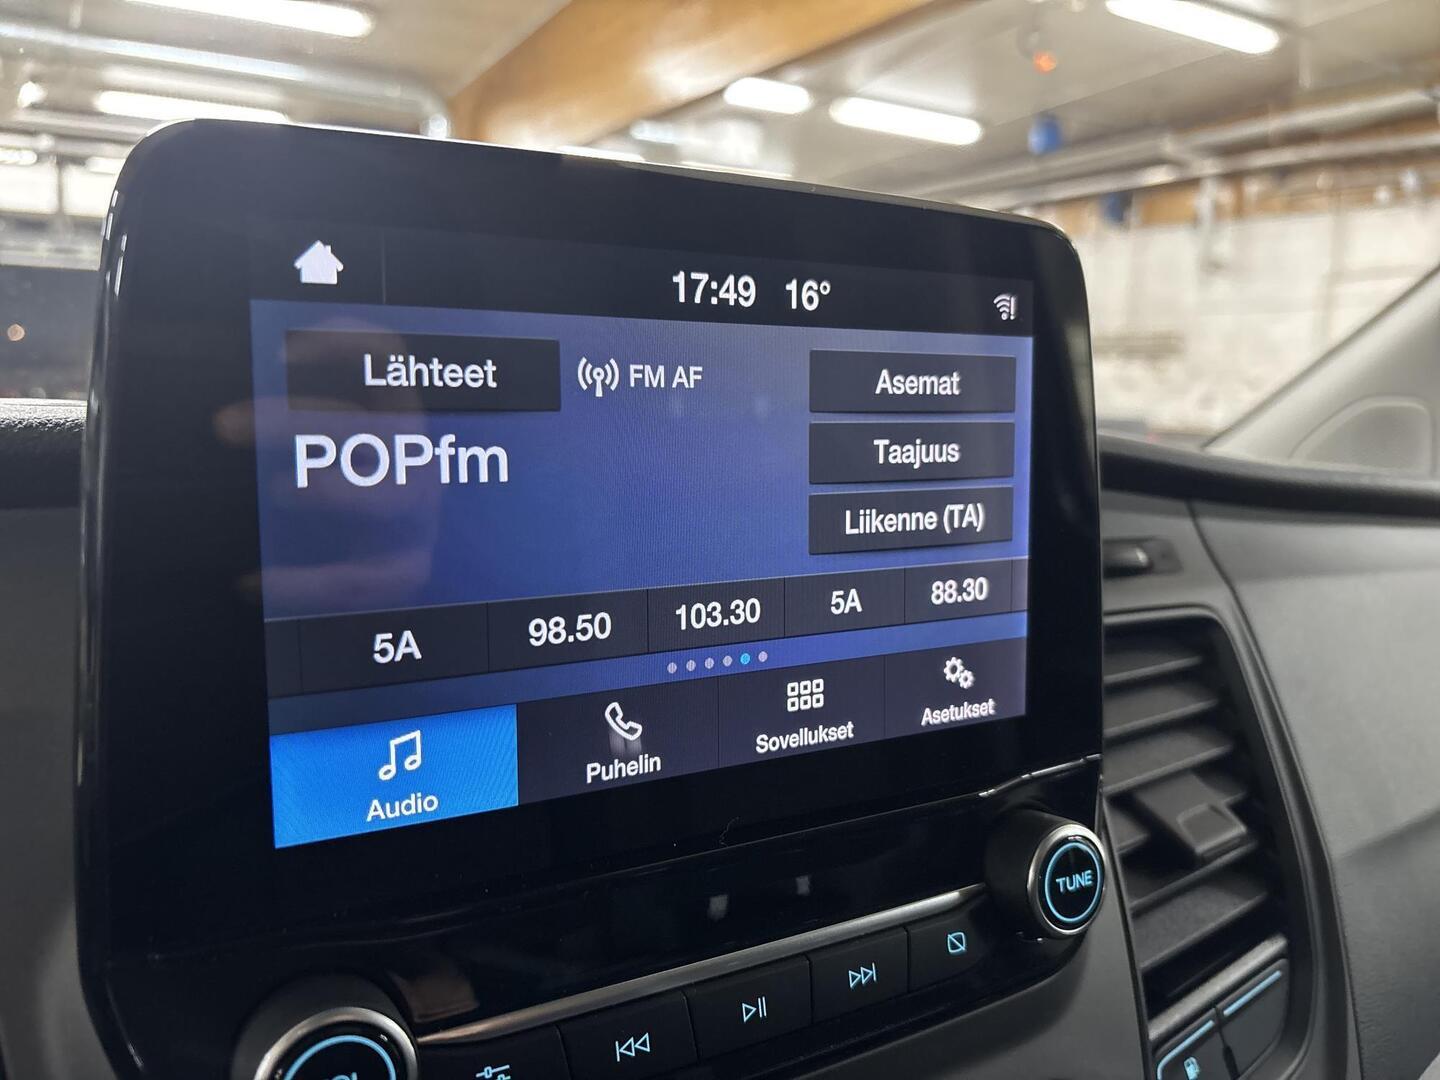 17:49 16°
Lähteet
FM AF
Asemat
POPfm
Taajuus
Liikenne (TA)
5A
98.50
103.30
5A
88.30
Audio
Puhelin
Sovellukset
Asetukset
TUNE